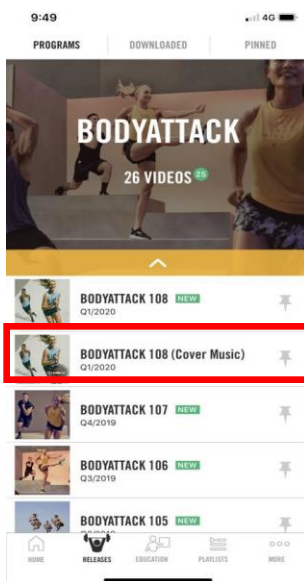 9:49
4G
PROGRAMS
DOWNLOADED
PINNED
BODYATTACK
26 VIDEOS 25
BODYATTACK 108 NEW
Q1/2020
BODYATTACK 108 (Cover Music)
Q1/2020
BODYATTACK 107 NEW
Q4/2019
BODYATTACK 106 NEW
Q3/2019
BODYATTACK 105 NEW
HOME
RELEASES
EDUCATION
PLAYLISTS
MORE